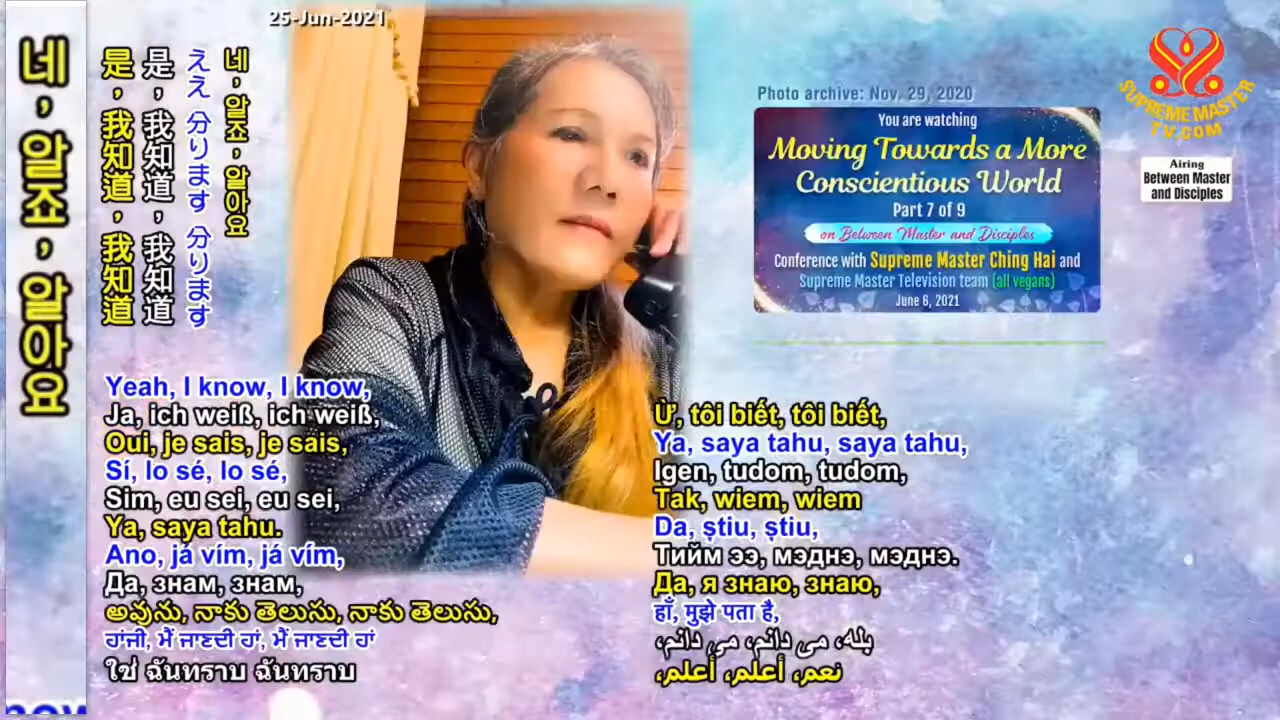 25-Jun-2021
네, 알죠, 알아요
是，我知道，我知道
是，我知道，我知道
ええ 分ります 分ります
네, 알죠, 알아요
Photo archive: Nov. 29, 2020
You are watching
Moving Towards a More
Conscientious World
Part 7 of 9
on Between Master and Disciples
Conference with Supreme Master Ching Hai and
Supreme Master Television team (all vegans)
June 6, 2021
SUPREME MASTER
TV.COM
Airing
Between Master
and Disciples
Yeah, I know, I know,
Ja, ich weiß, ich weiß,
Oui, je sais, je sais,
Sí, lo sé, lo sé,
Sim, eu sei, eu sei,
Ya, saya tahu.
Ano, já vím, já vím,
Да, знам, знам,
అవును, నాకు తెలుసు, నాకు తెలుసు,
ਹਾਂਜੀ, ਮੈਂ ਜਾਣਦੀ ਹਾਂ, ਮੈਂ ਜਾਣਦੀ ਹਾਂ
ใช่ ฉันทราบ ฉันทราบ
Ừ, tôi biết, tôi biết,
Ya, saya tahu, saya tahu,
Igen, tudom, tudom,
Tak, wiem, wiem
Da, știu, știu,
Тийм ээ, мэднэ, мэднэ.
Да, я знаю, знаю,
हाँ, मुझे पता है,
بله، می دانم، می دانم،
نعم، أعلم، أعلم،
now